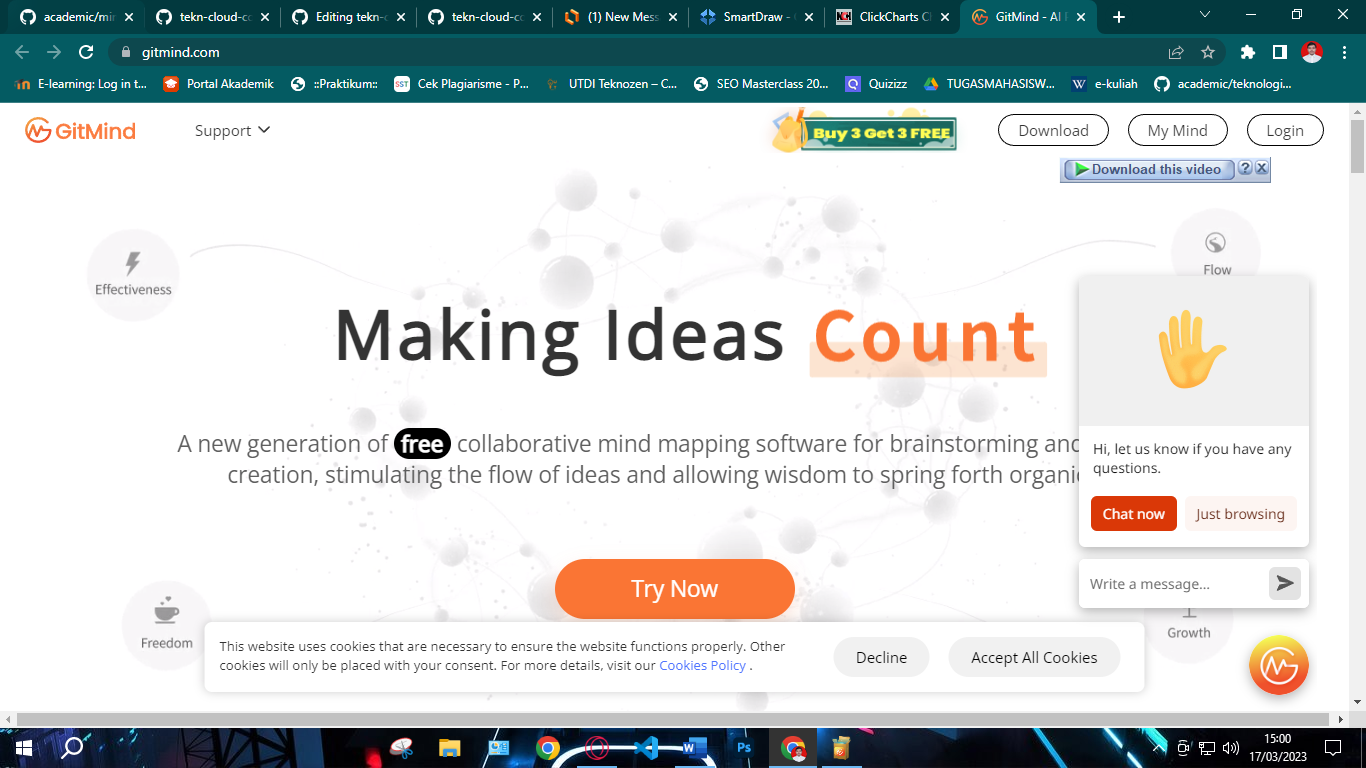 academic/mir
tekn-cloud-co
Editing tekn-c
tekn-cloud-co
(1) New Mess
SmartDraw -
ClickCharts C
GitMind - AI P
gitmind.com
E-learning: Log in t...
Portal Akademik
::Praktikum::
SST
Cek Plagiarisme - P...
UTDI Teknozen – C...
SEO Masterclass 20...
Quizizz
TUGASMAHASISW...
W
e-kuliah
academic/teknologi...
GitMind
Support
Buy 3 Get 3 FREE
Download
My Mind
Login
Download this video ?
Effectiveness
Flow
Making Ideas Count
A new generation of free collaborative mind mapping software for brainstorming and
creation, stimulating the flow of ideas and allowing wisdom to spring forth organic
Hi, let us know if you have any
questions.
Chat now
Just browsing
Write a message...
Try Now
Freedom
Growth
This website uses cookies that are necessary to ensure the website functions properly. Other
cookies will only be placed with your consent. For more details, visit our Cookies Policy .
Decline
Accept All Cookies
W
Ps
15:00
17/03/2023